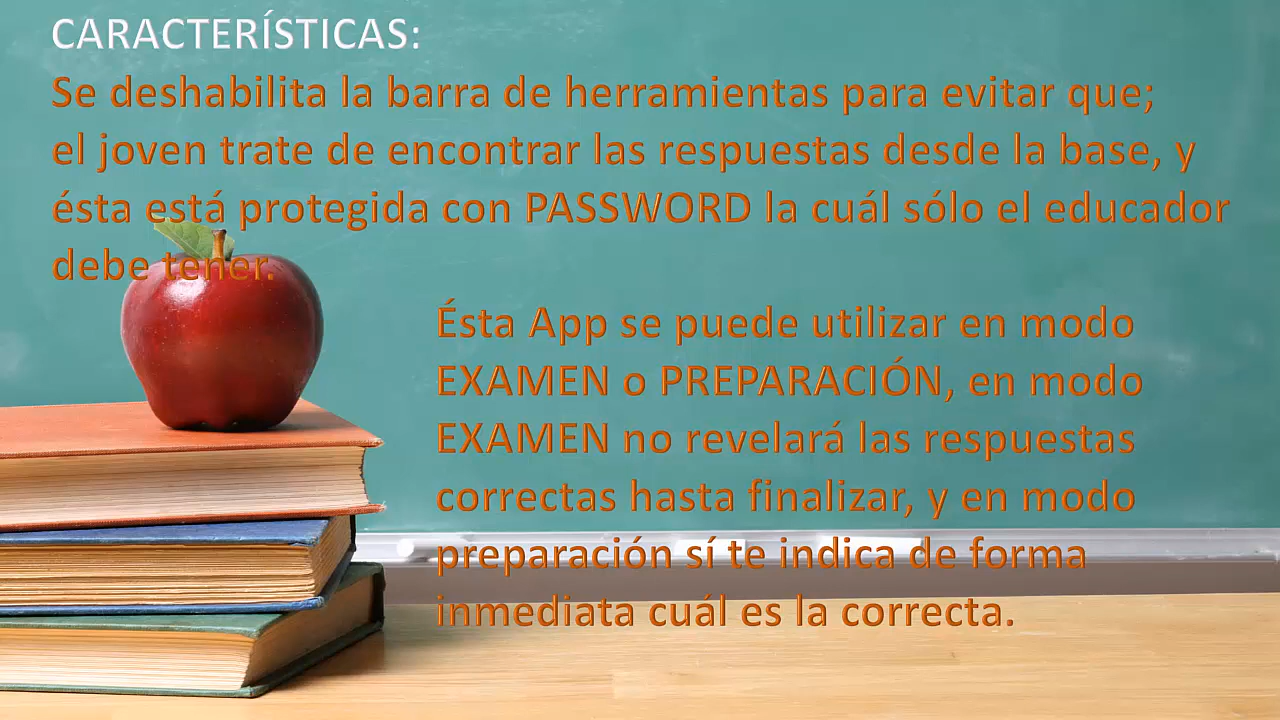 CARACTERÍSTICAS:
Se deshabilita la barra de herramientas para evitar que;
el joven trate de encontrar las respuestas desde la base, y
ésta está protegida con PASSWORD la cuál sólo el educador
debe tener.
Ésta App se puede utilizar en modo
EXAMEN o PREPARACIÓN, en modo
EXAMEN no revelará las respuestas
correctas hasta finalizar, y en modo
preparación sí te indica de forma
inmediata cuál es la correcta.